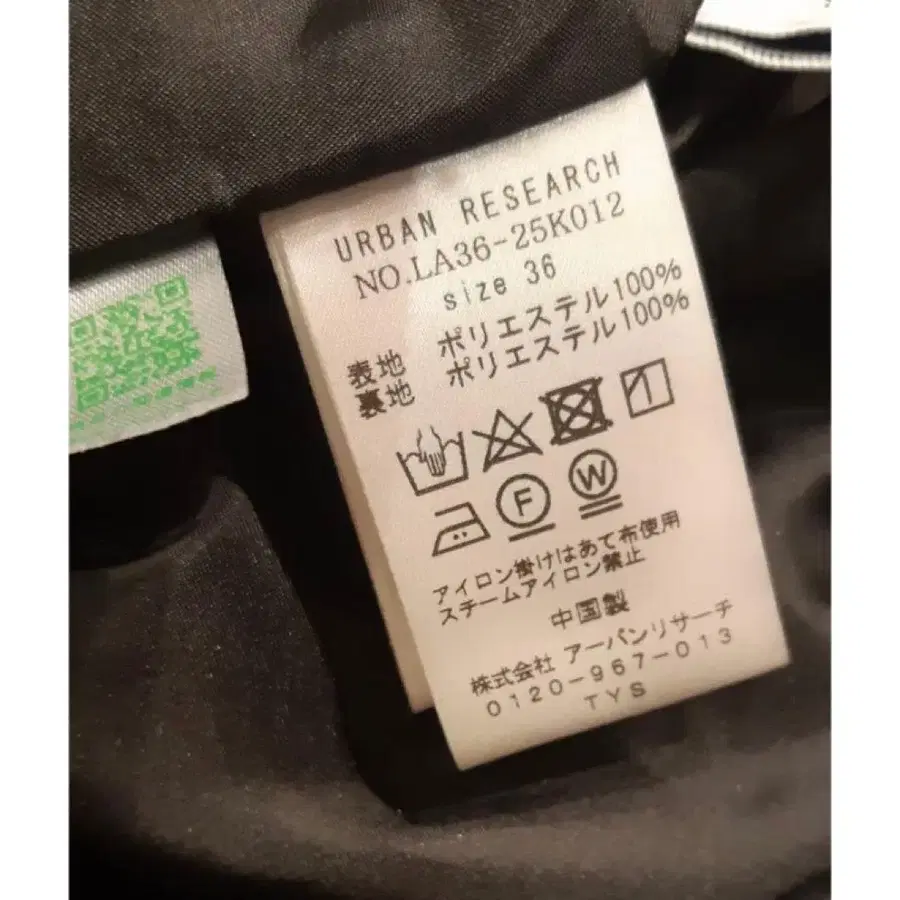 URBAN RESEARCH
NO.LA36-25K012
size 36
表地 ポリエステル100%
裏地 ポリエステル100%
F W
アイロン掛けはあて布使用
スチームアイロン禁止
中国製
株式会社 アーバンリサーチ
0120-967-013
TYS